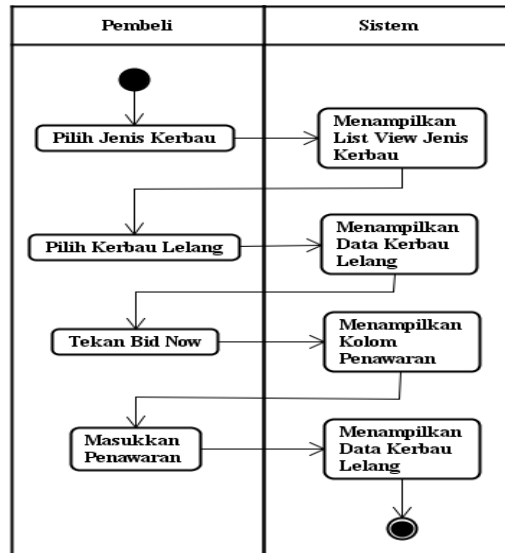 Pembeli
Sistem
Pilih Jenis Kerbau
Menampilkan
List View Jenis
Kerbau
Pilih Kerbau Lelang
Menampilkan
Data Kerbau
Lelang
Tekan Bid Now
Menampilkan
Kolom
Penawaran
Masukkan
Penawaran
Menampilkan
Data Kerbau
Lelang